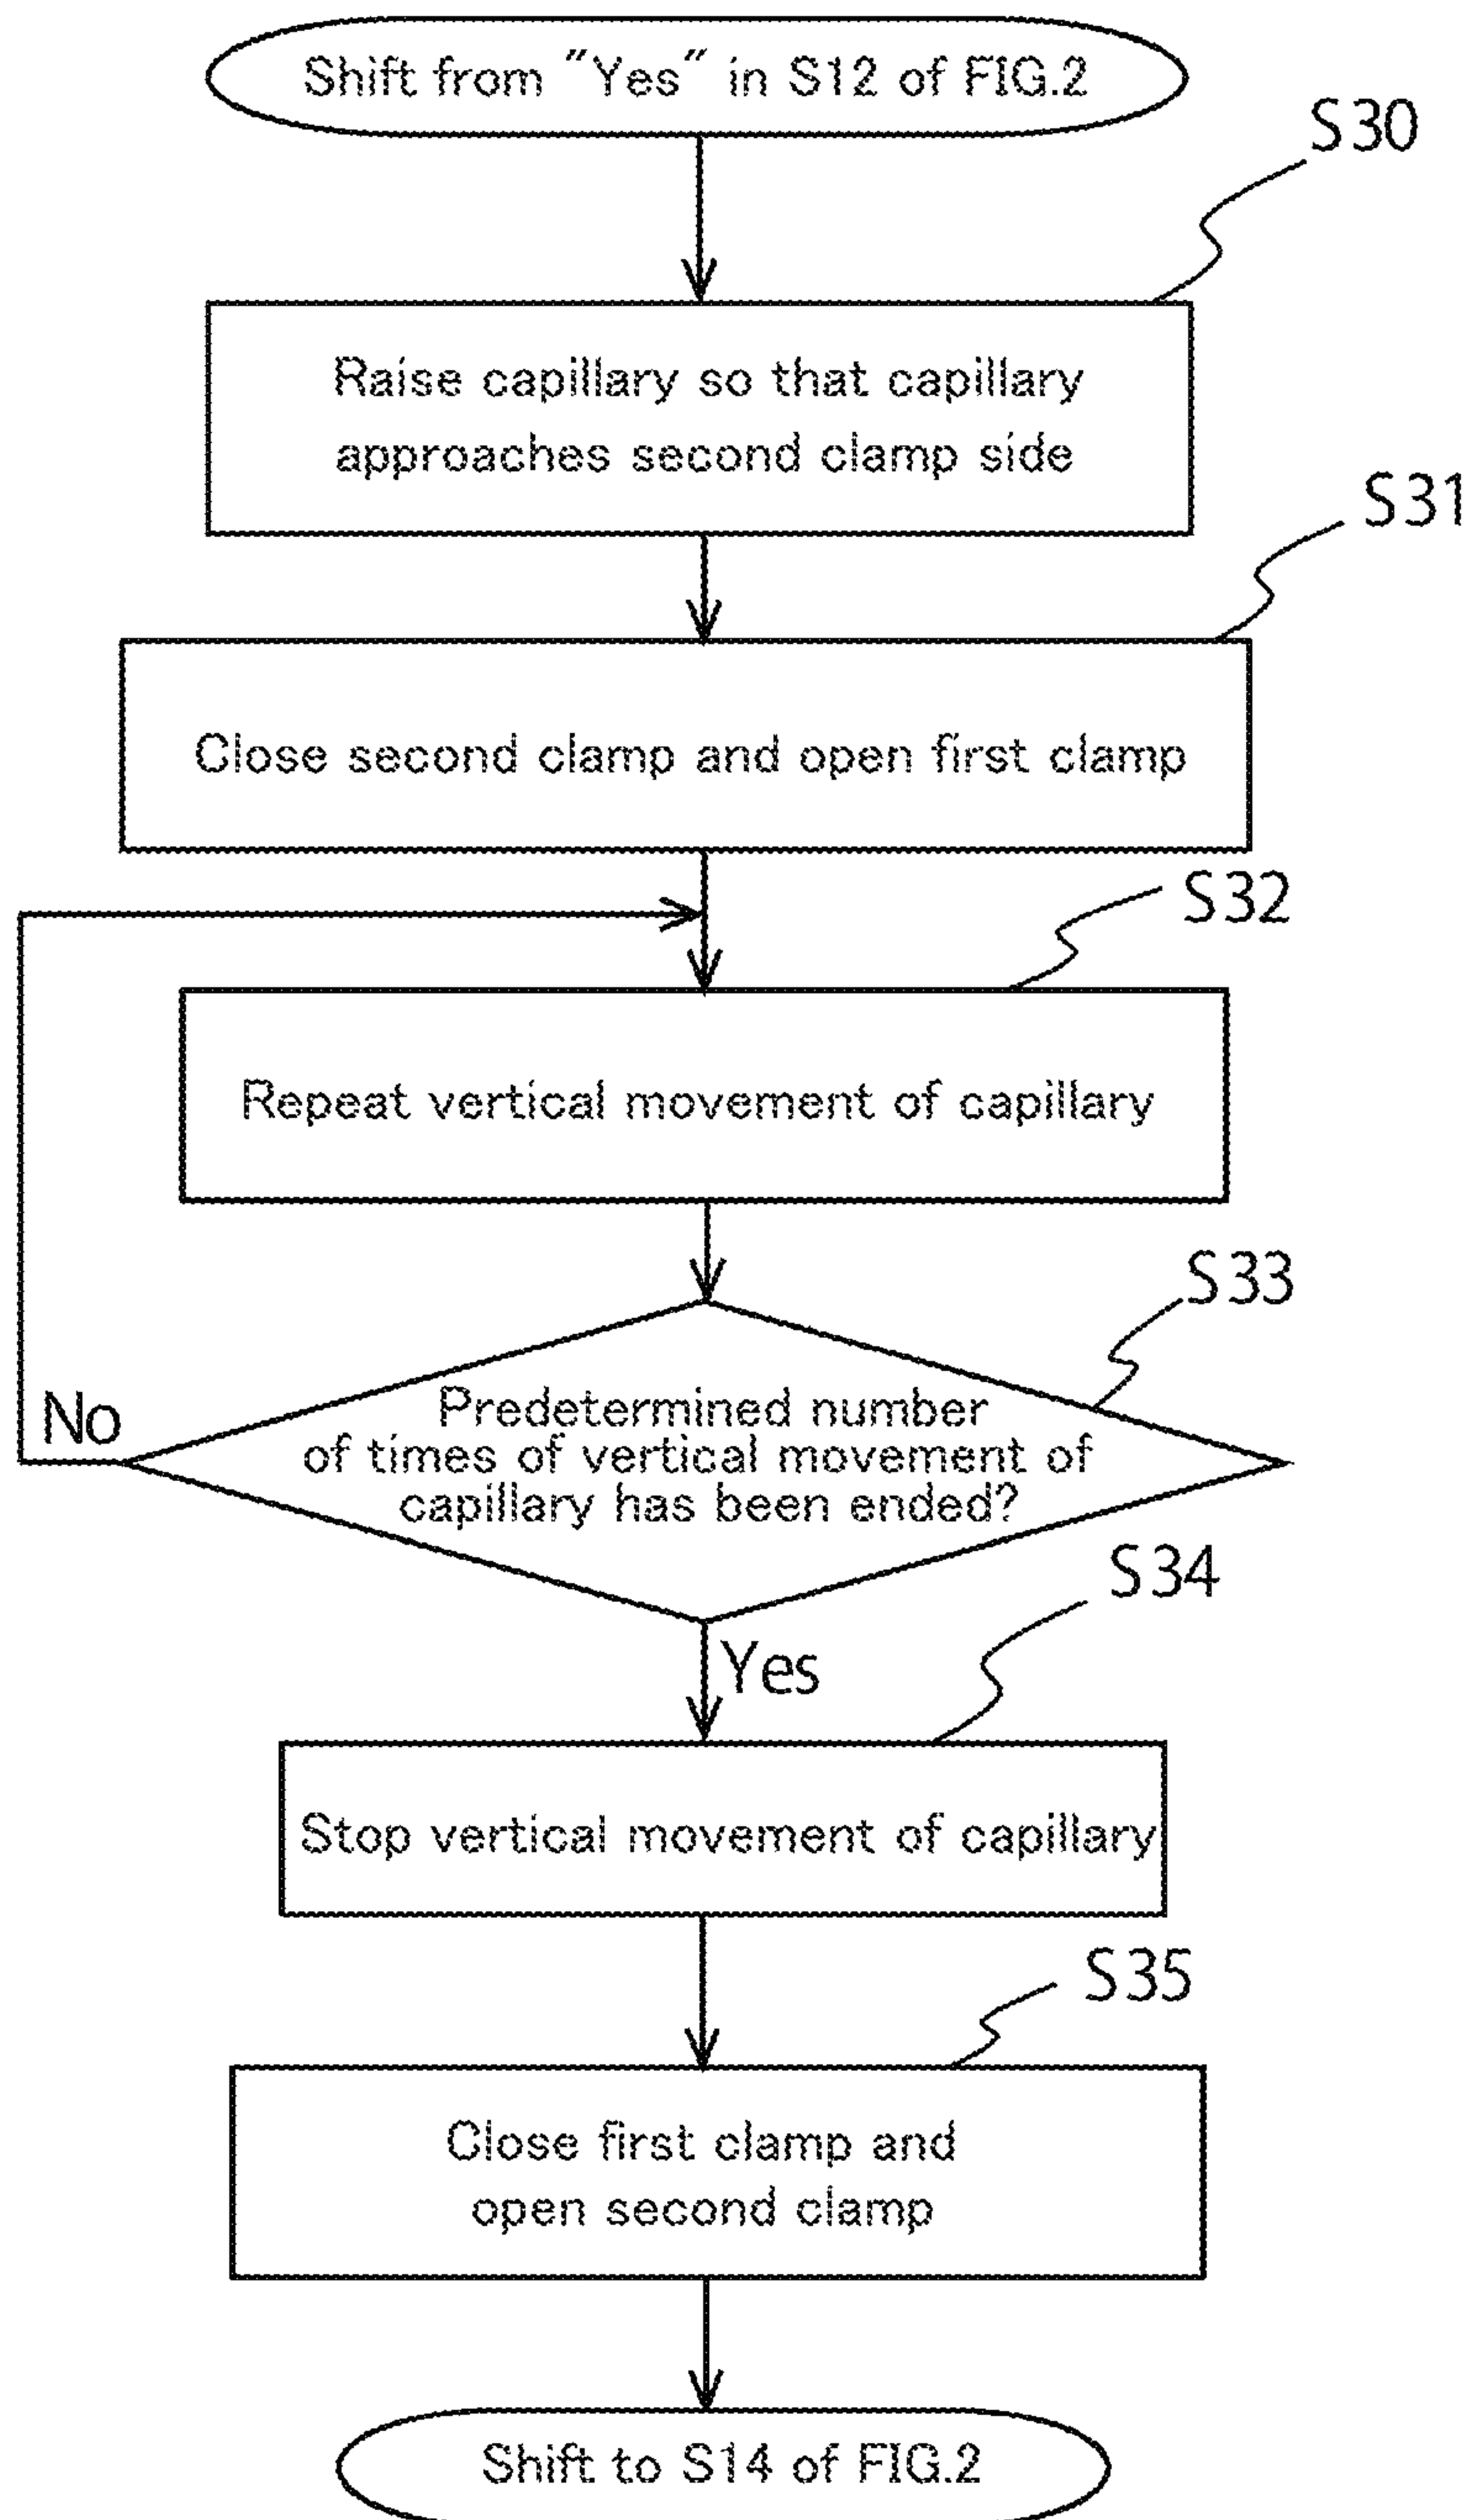 Shift from "Yes" in S12 of FIG.2
S30
Raise capillary so that capillary
approaches second clamp side
S31
Close second clamp and open first clamp
S32
Repeat vertical movement of capillary
S33
Predetermined number
of times of vertical movement of
capillary has been ended?
No
S34
Yes
Stop vertical movement of capillary
S35
Close first clamp and
open second clamp
Shift to S14 of FIG.2